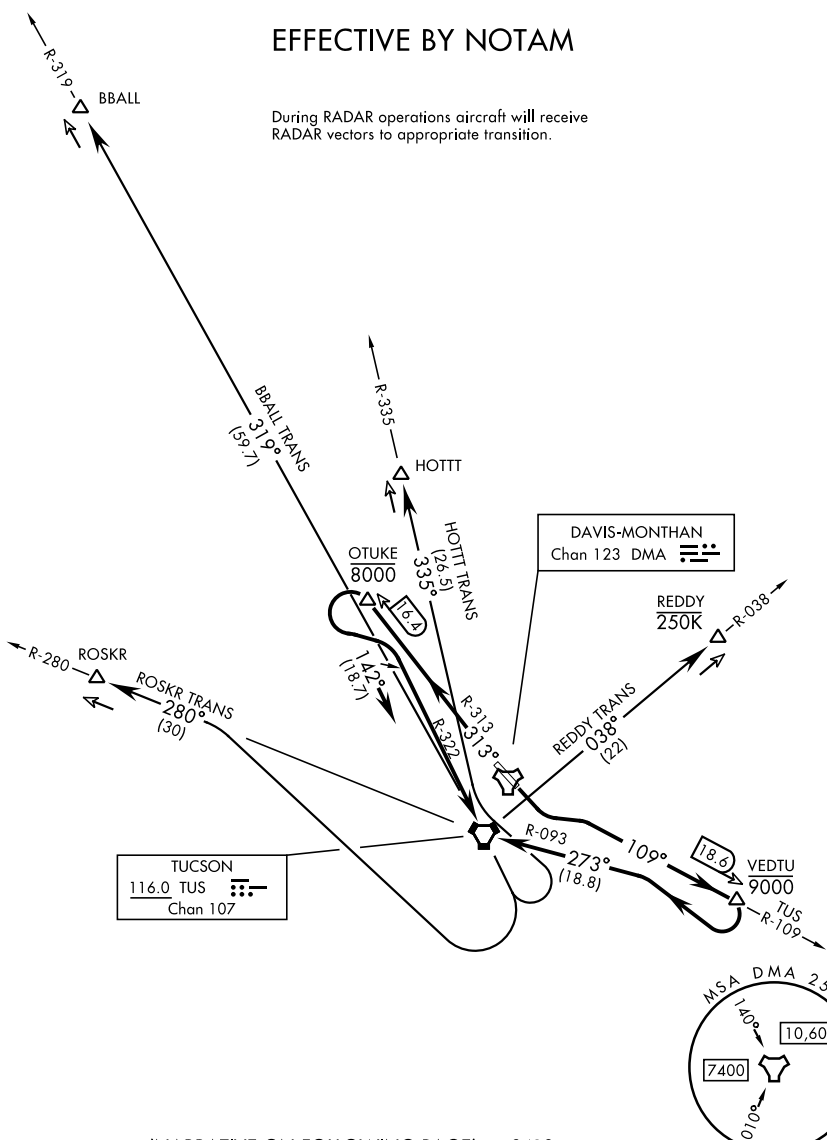 EFFECTIVE BY NOTAM
During RADAR operations aircraft will receive
RADAR vectors to appropriate transition.
R-319
BBALL
BBALL TRANS
319°
(59.7)
R-335
HOTTT
HOTTT TRANS
(26.5)
335°
DAVIS-MONTHAN
Chan 123 DMA
OTUKE
8000
16.4
REDDY
250K
R-038
R-280
ROSKR
ROSKR TRANS
280°
(30)
142°
(18.7)
R-322
R-313
313°
REDDY TRANS
038°
(22)
R-093
273°
(18.8)
109°
18.6
VEDTU
9000
TUS
R-109
TUCSON
116.0 TUS
Chan 107
MSA DMA 25
140°
7400
010°